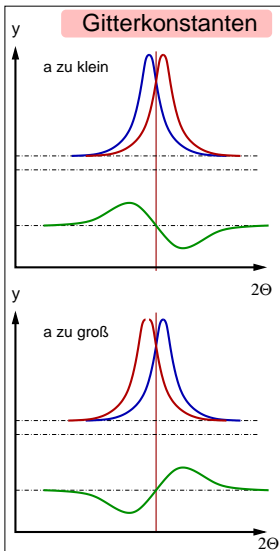 Gitterkonstanten
y
a zu klein
2Θ
y
a zu groß
2Θ